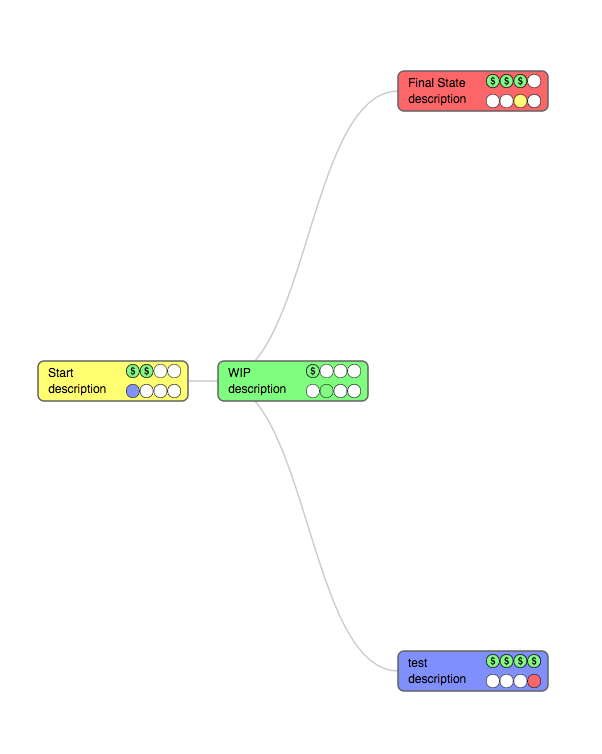 Final State $ $ $
description
Start $ $
description
WIP $
description
test $ $ $ $
description